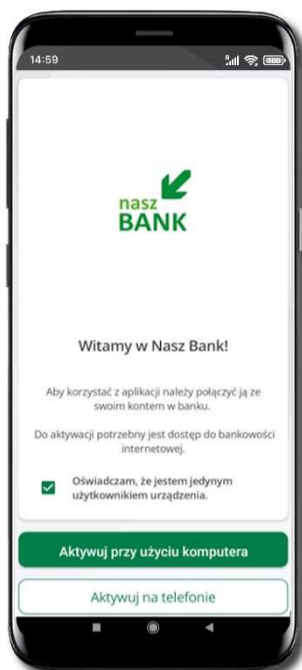 14:59
nasz
BANK
Witamy w Nasz Bank!
Aby korzystać z aplikacji należy połączyć ją ze
swoim kontem w banku.
Do aktywacji potrzebny jest dostęp do bankowości
internetowej.
Oświadczam, że jestem jedynym
użytkownikiem urządzenia.
Aktywuj przy użyciu komputera
Aktywuj na telefonie